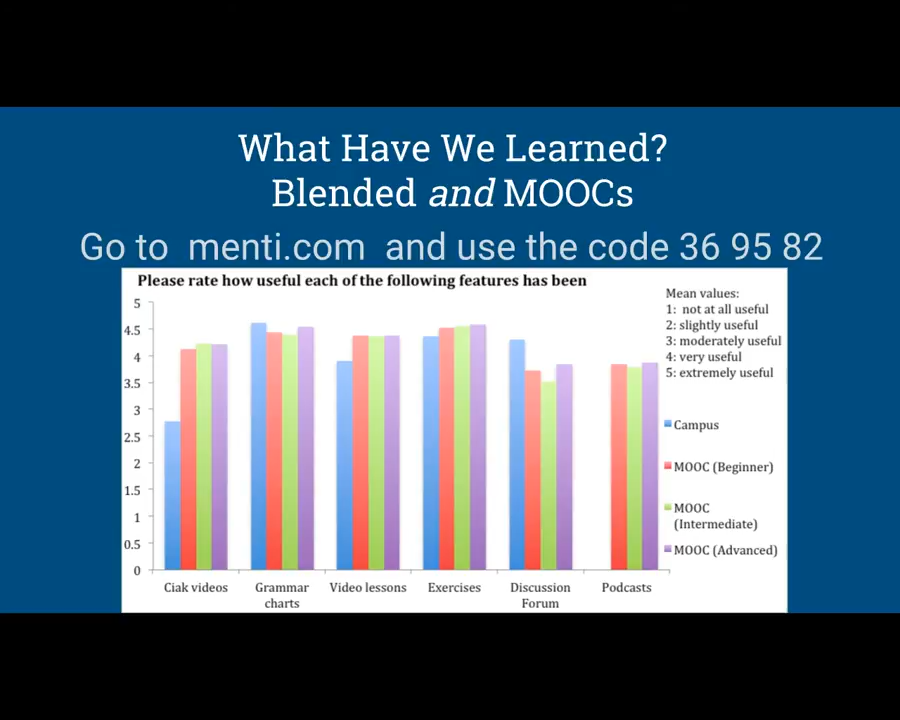 What Have We Learned?
Blended and MOOCs
Go to menti.com and use the code 36 95 82
Please rate how useful each of the following features has been
Mean values:
1: not at all useful
2: slightly useful
3: moderately useful
4: very useful
5: extremely useful
5
4.5
4
3.5
3
2.5
2
1.5
1
0.5
0
Campus
MOOC (Beginner)
MOOC
(Intermediate)
MOOC (Advanced)
Ciak videos
Grammar
charts
Video lessons
Exercises
Discussion
Forum
Podcasts